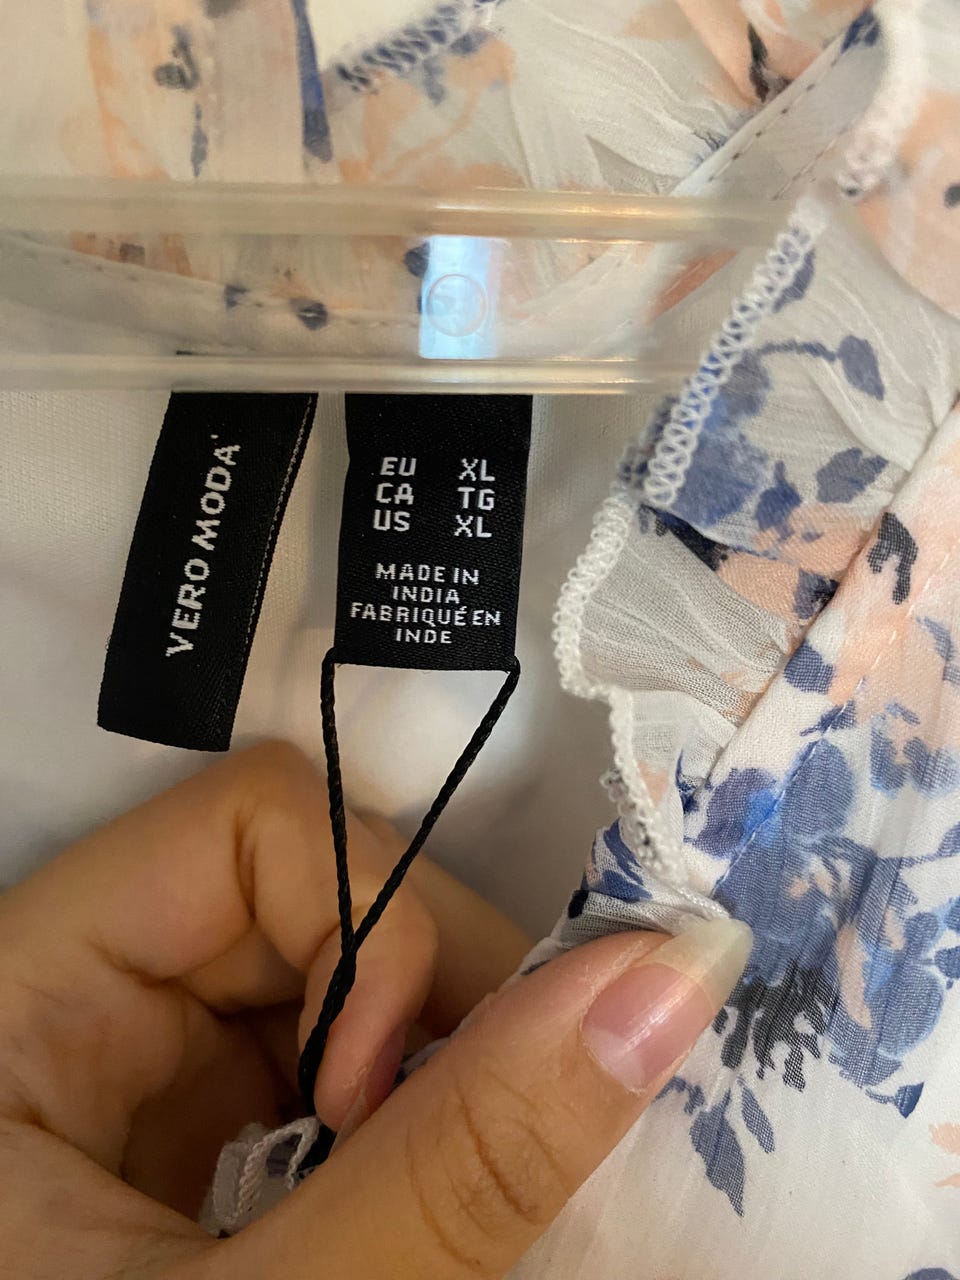 VERO MODA
EU XL
CA TG
US XL
MADE IN
INDIA
FABRIQUÉ EN
INDE